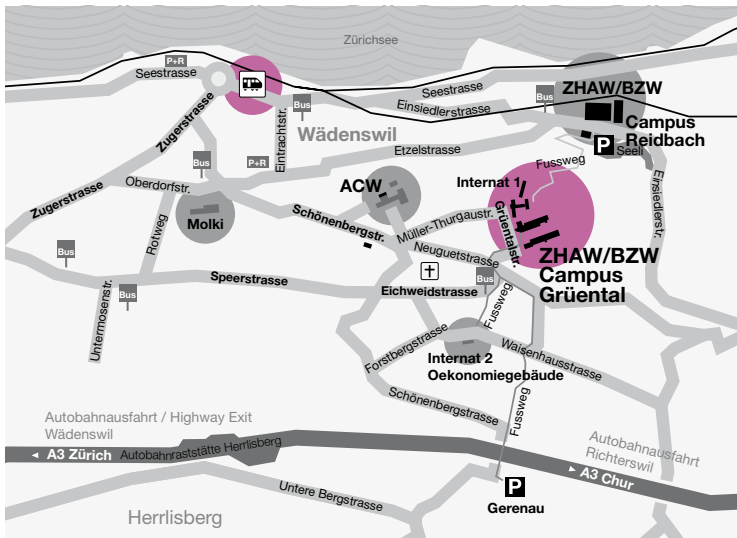 Zürichsee
P+R
Seestrasse
Seestrasse
Bus
ZHAW/BZW
Bus
Einsiedlerstrasse
Campus
Reidbach
Zugerstrasse
Eintrachtstr.
Wädenswil
P
Seeli
Bus
P+R
Etzelstrasse
Fussweg
Zugerstrasse
Oberdorfstr.
ACW
Internat 1
Einsiedlerstr.
Rotweg
Molki
Schönenbergstr.
Müller-Thurgaustr.
Grüentalstr.
Bus
Neuguetstrasse
ZHAW/BZW
Campus
Grüental
Untermosenstr.
Bus
Speerstrasse
Eichweidstrasse
Bus
Fussweg
Forstbergstrasse
Internat 2
Oekonomiegebäude
Waisenhausstrasse
Schönenbergstrasse
Fussweg
Autobahnausfahrt / Highway Exit
Wädenswil
Autobahnausfahrt
Richterswil
A3 Zürich
Autobahnraststätte Herrlisberg
A3 Chur
Untere Bergstrasse
P
Gerenau
Herrlisberg